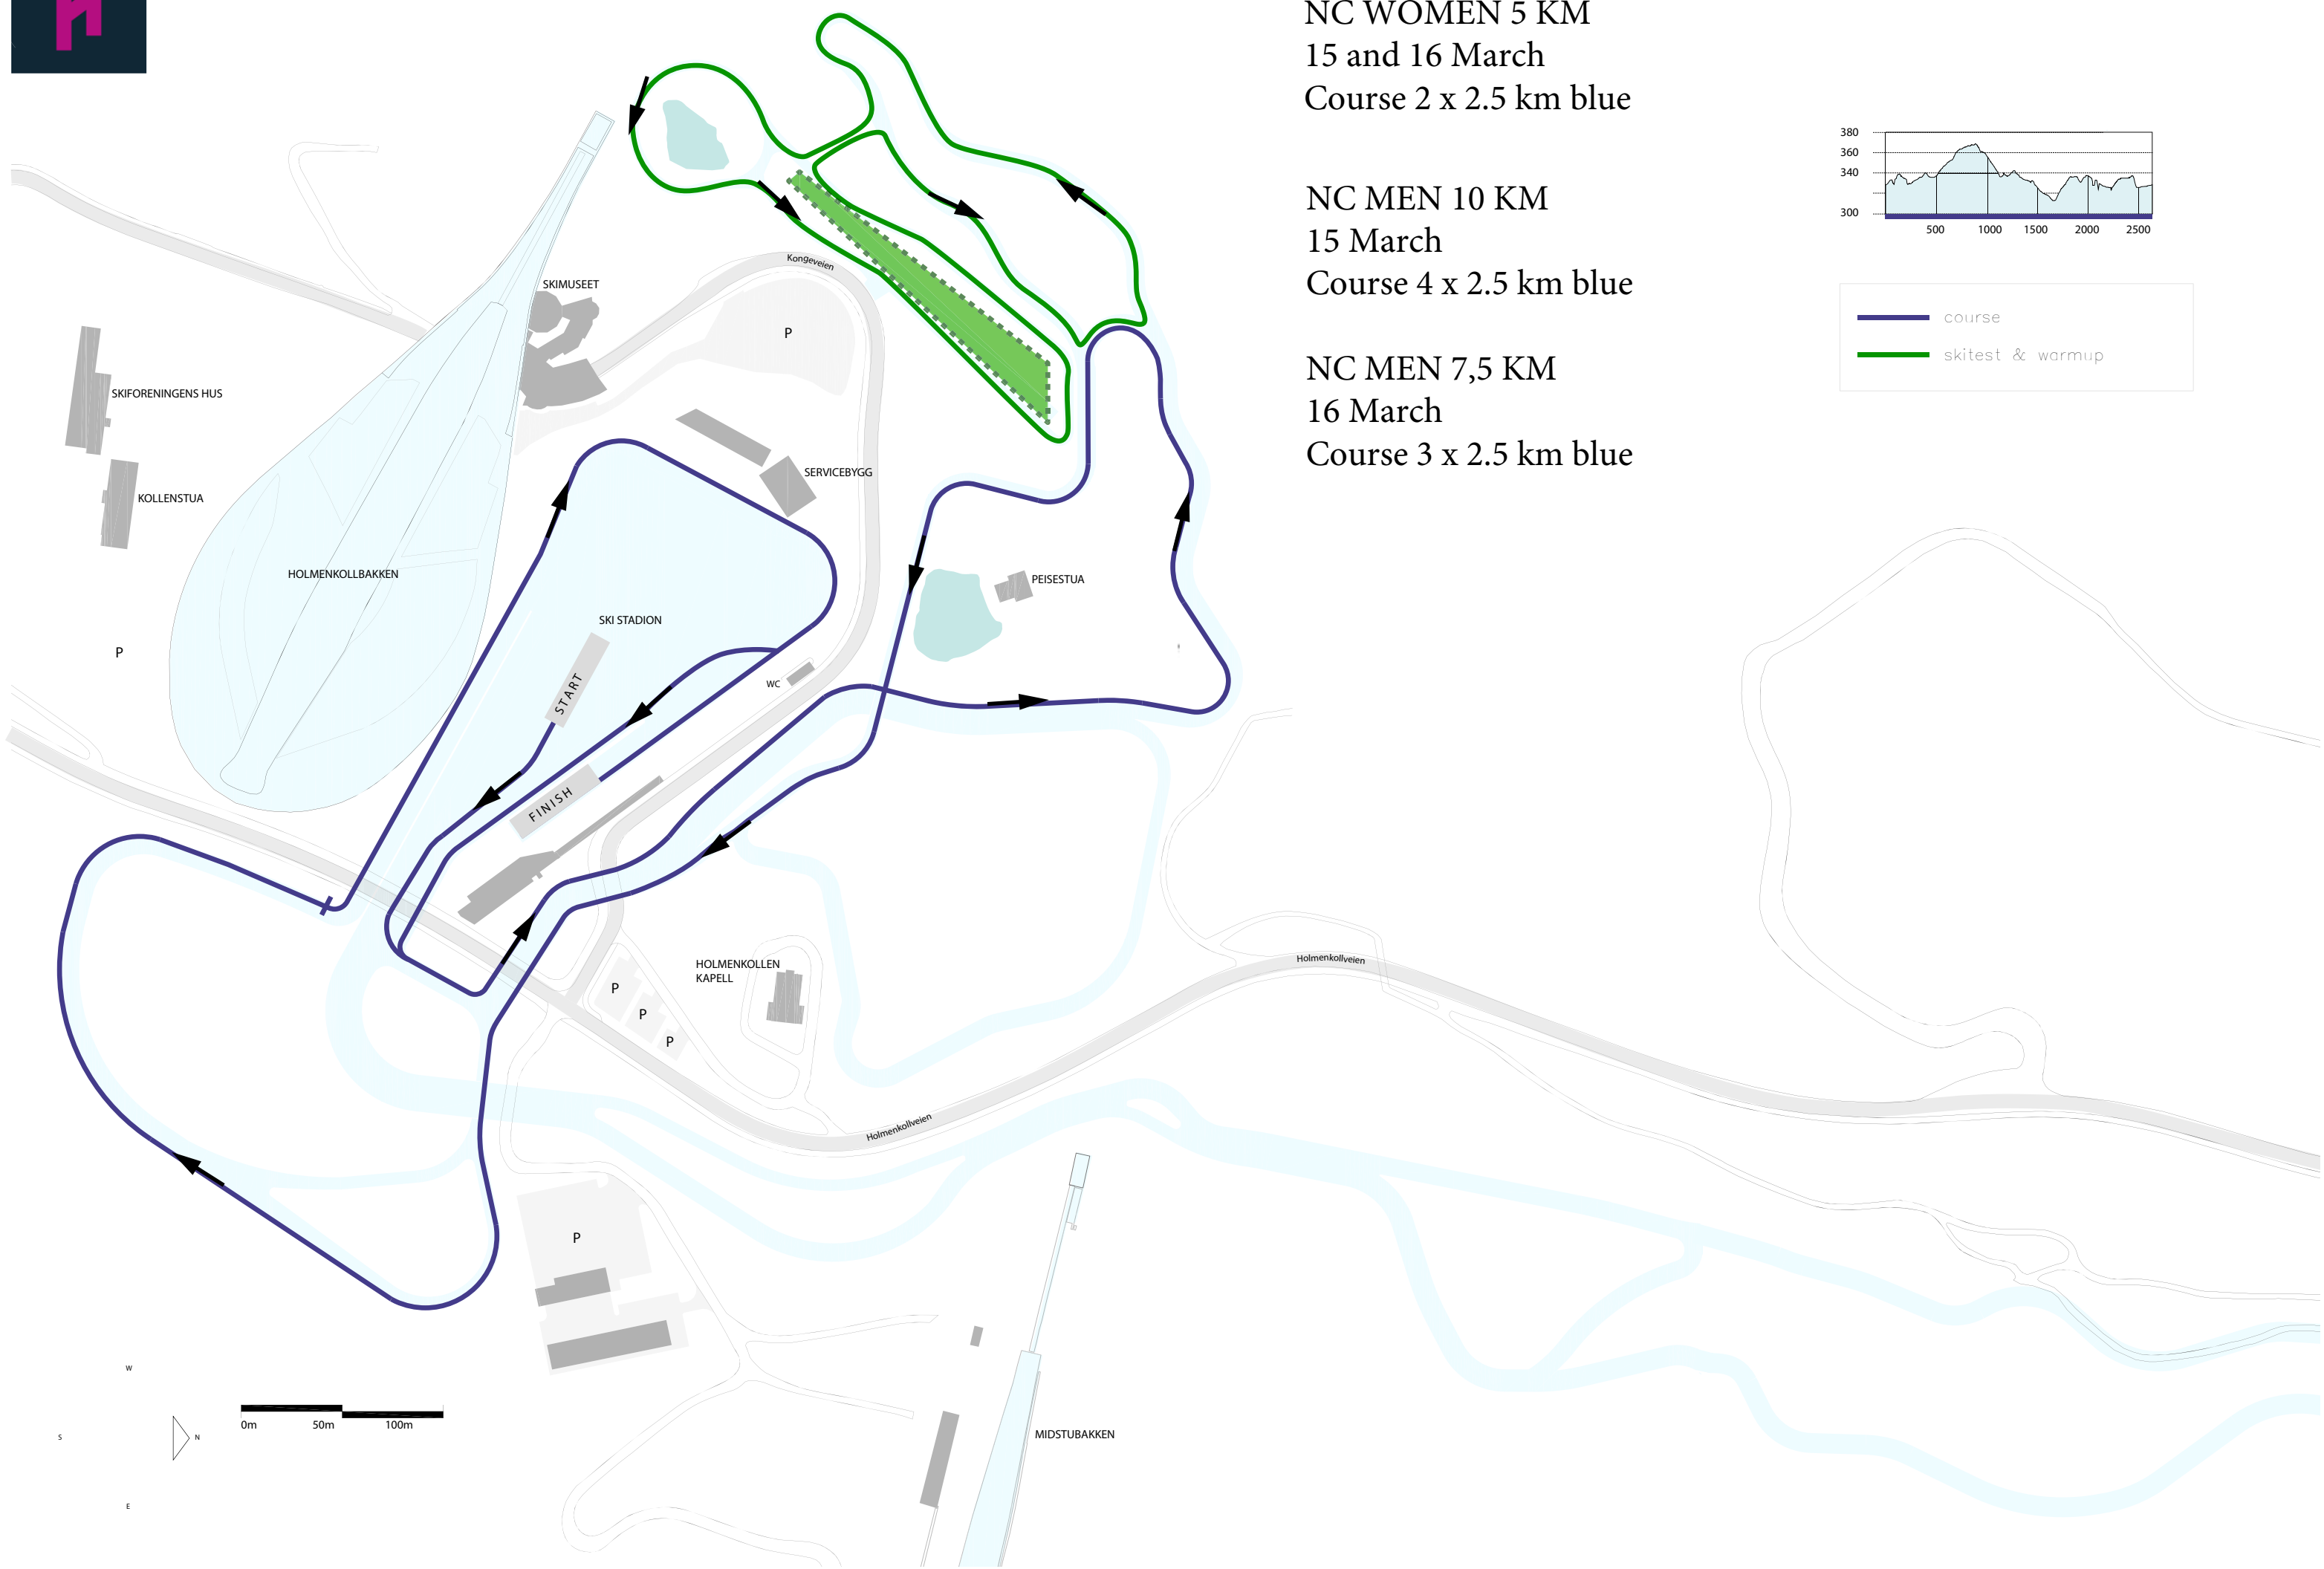 NC WOMEN 5 KM
15 and 16 March
Course 2 x 2.5 km blue
NC MEN 10 KM
15 March
Course 4 x 2.5 km blue
NC MEN 7,5 KM
16 March
Course 3 x 2.5 km blue
380
360
340
300
500
1000
1500
2000
2500
course
skitest & warmup
Kongeveien
SKIMUSEET
P
SKIFORENINGENS HUS
SERVICEBYGG
KOLLENSTUA
HOLMENKOLLBAKKEN
PEISESTUA
SKI STADION
P
WC
START
FINISH
HOLMENKOLLEN
KAPELL
Holmenkollveien
P
P
P
Holmenkollveien
P
W
S
N
E
0m
50m
100m
MIDSTUBAKKEN